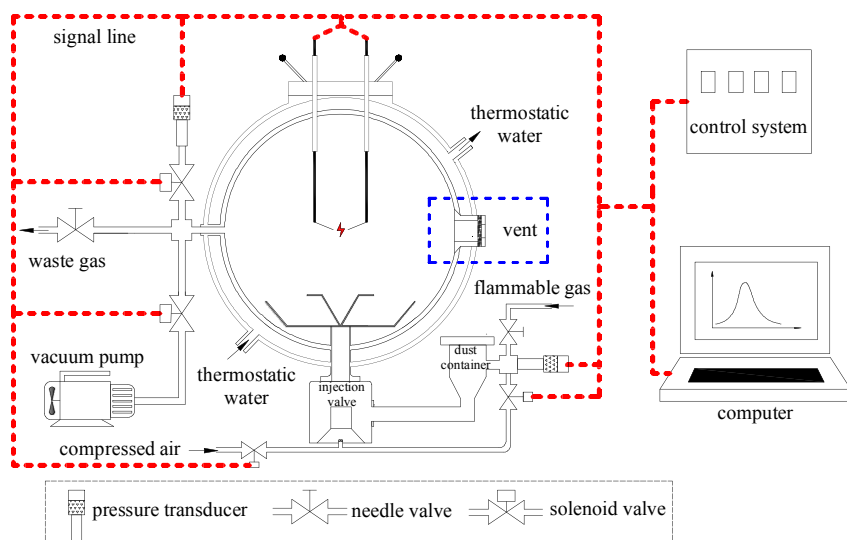 signal line
thermostatic
water
control system
vent
waste gas
flammable gas
vacuum pump
dust
container
thermostatic
water
injection
valve
computer
compressed air
pressure transducer
needle valve
solenoid valve